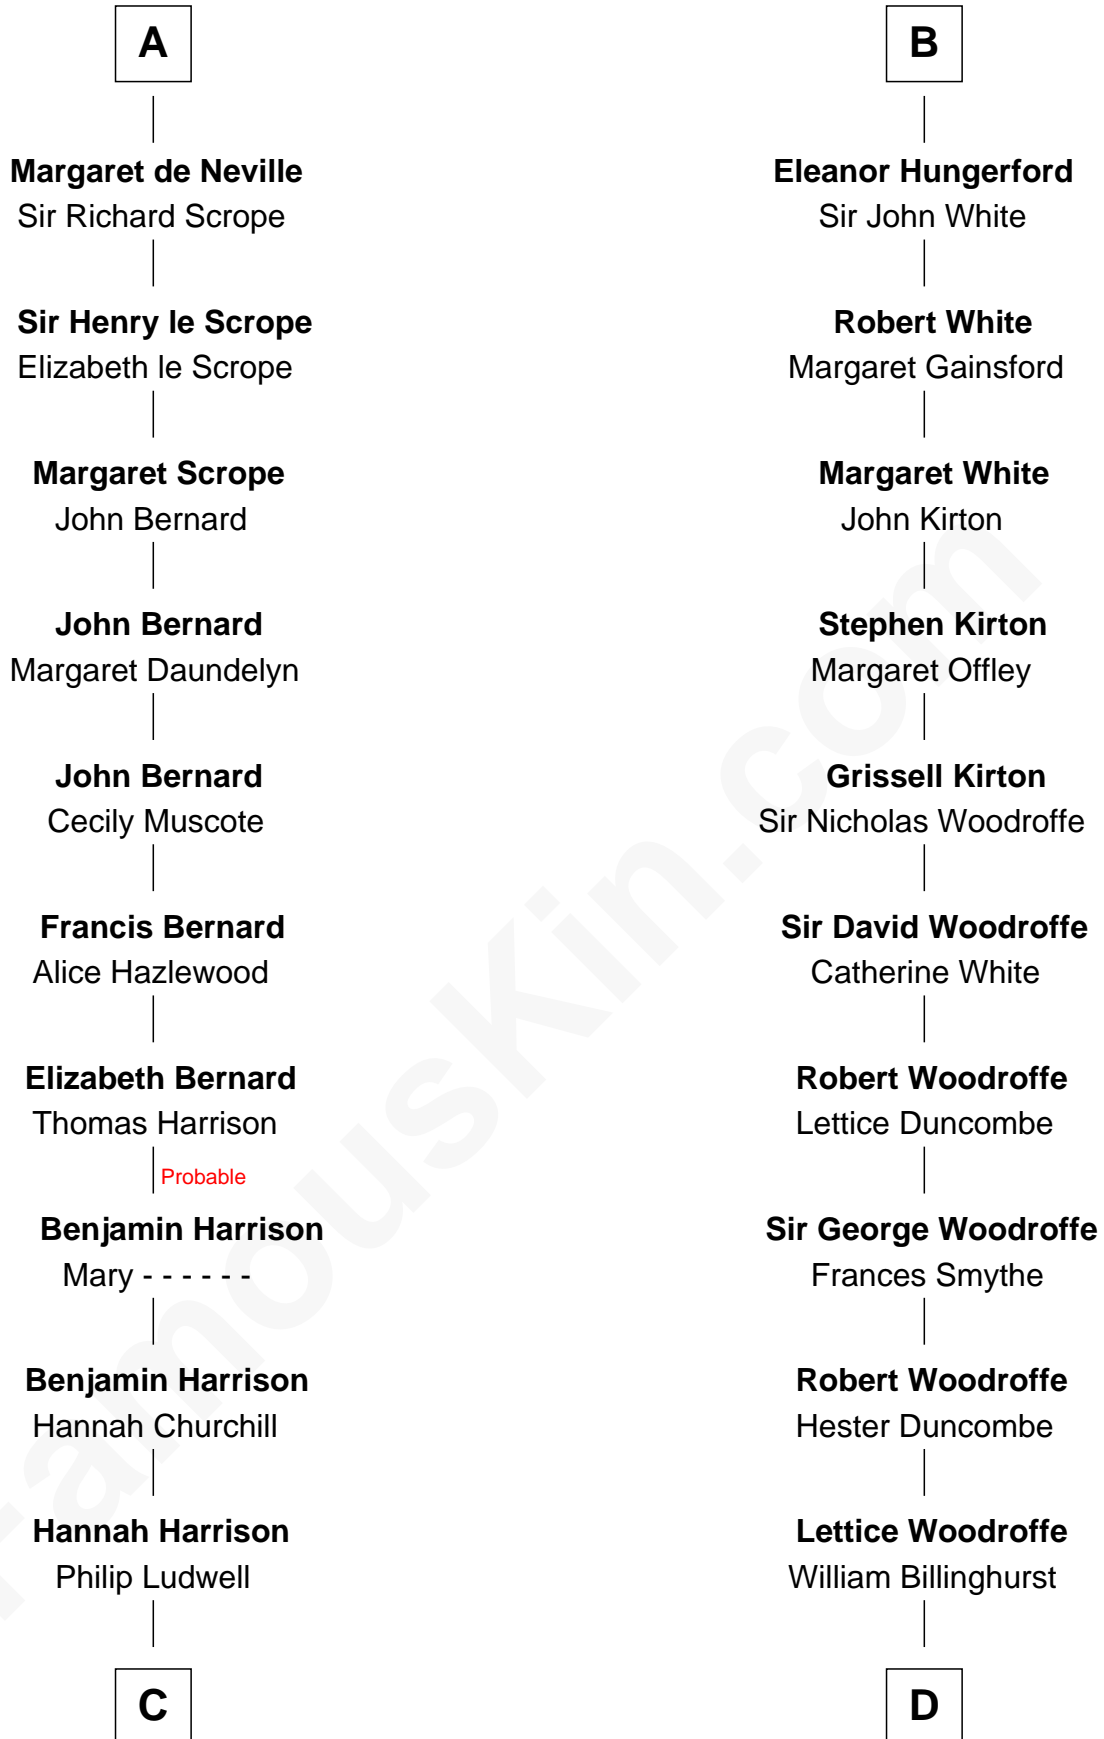 A
Margaret de Neville
Sir Richard Scrope
Sir Henry le Scrope
Elizabeth le Scrope
Margaret Scrope
John Bernard
John Bernard
Margaret Daundelyn
John Bernard
Cecily Muscote
Francis Bernard
Alice Hazlewood
Elizabeth Bernard
Thomas Harrison
Probable
Benjamin Harrison
Mary - - - - - -
Benjamin Harrison
Hannah Churchill
Hannah Harrison
Philip Ludwell
C
B
Eleanor Hungerford
Sir John White
Robert White
Margaret Gainsford
Margaret White
John Kirton
Stephen Kirton
Margaret Offley
Grissell Kirton
Sir Nicholas Woodroffe
Sir David Woodroffe
Catherine White
Robert Woodroffe
Lettice Duncombe
Sir George Woodroffe
Frances Smythe
Robert Woodroffe
Hester Duncombe
Lettice Woodroffe
William Billinghurst
D
FamousKin.com